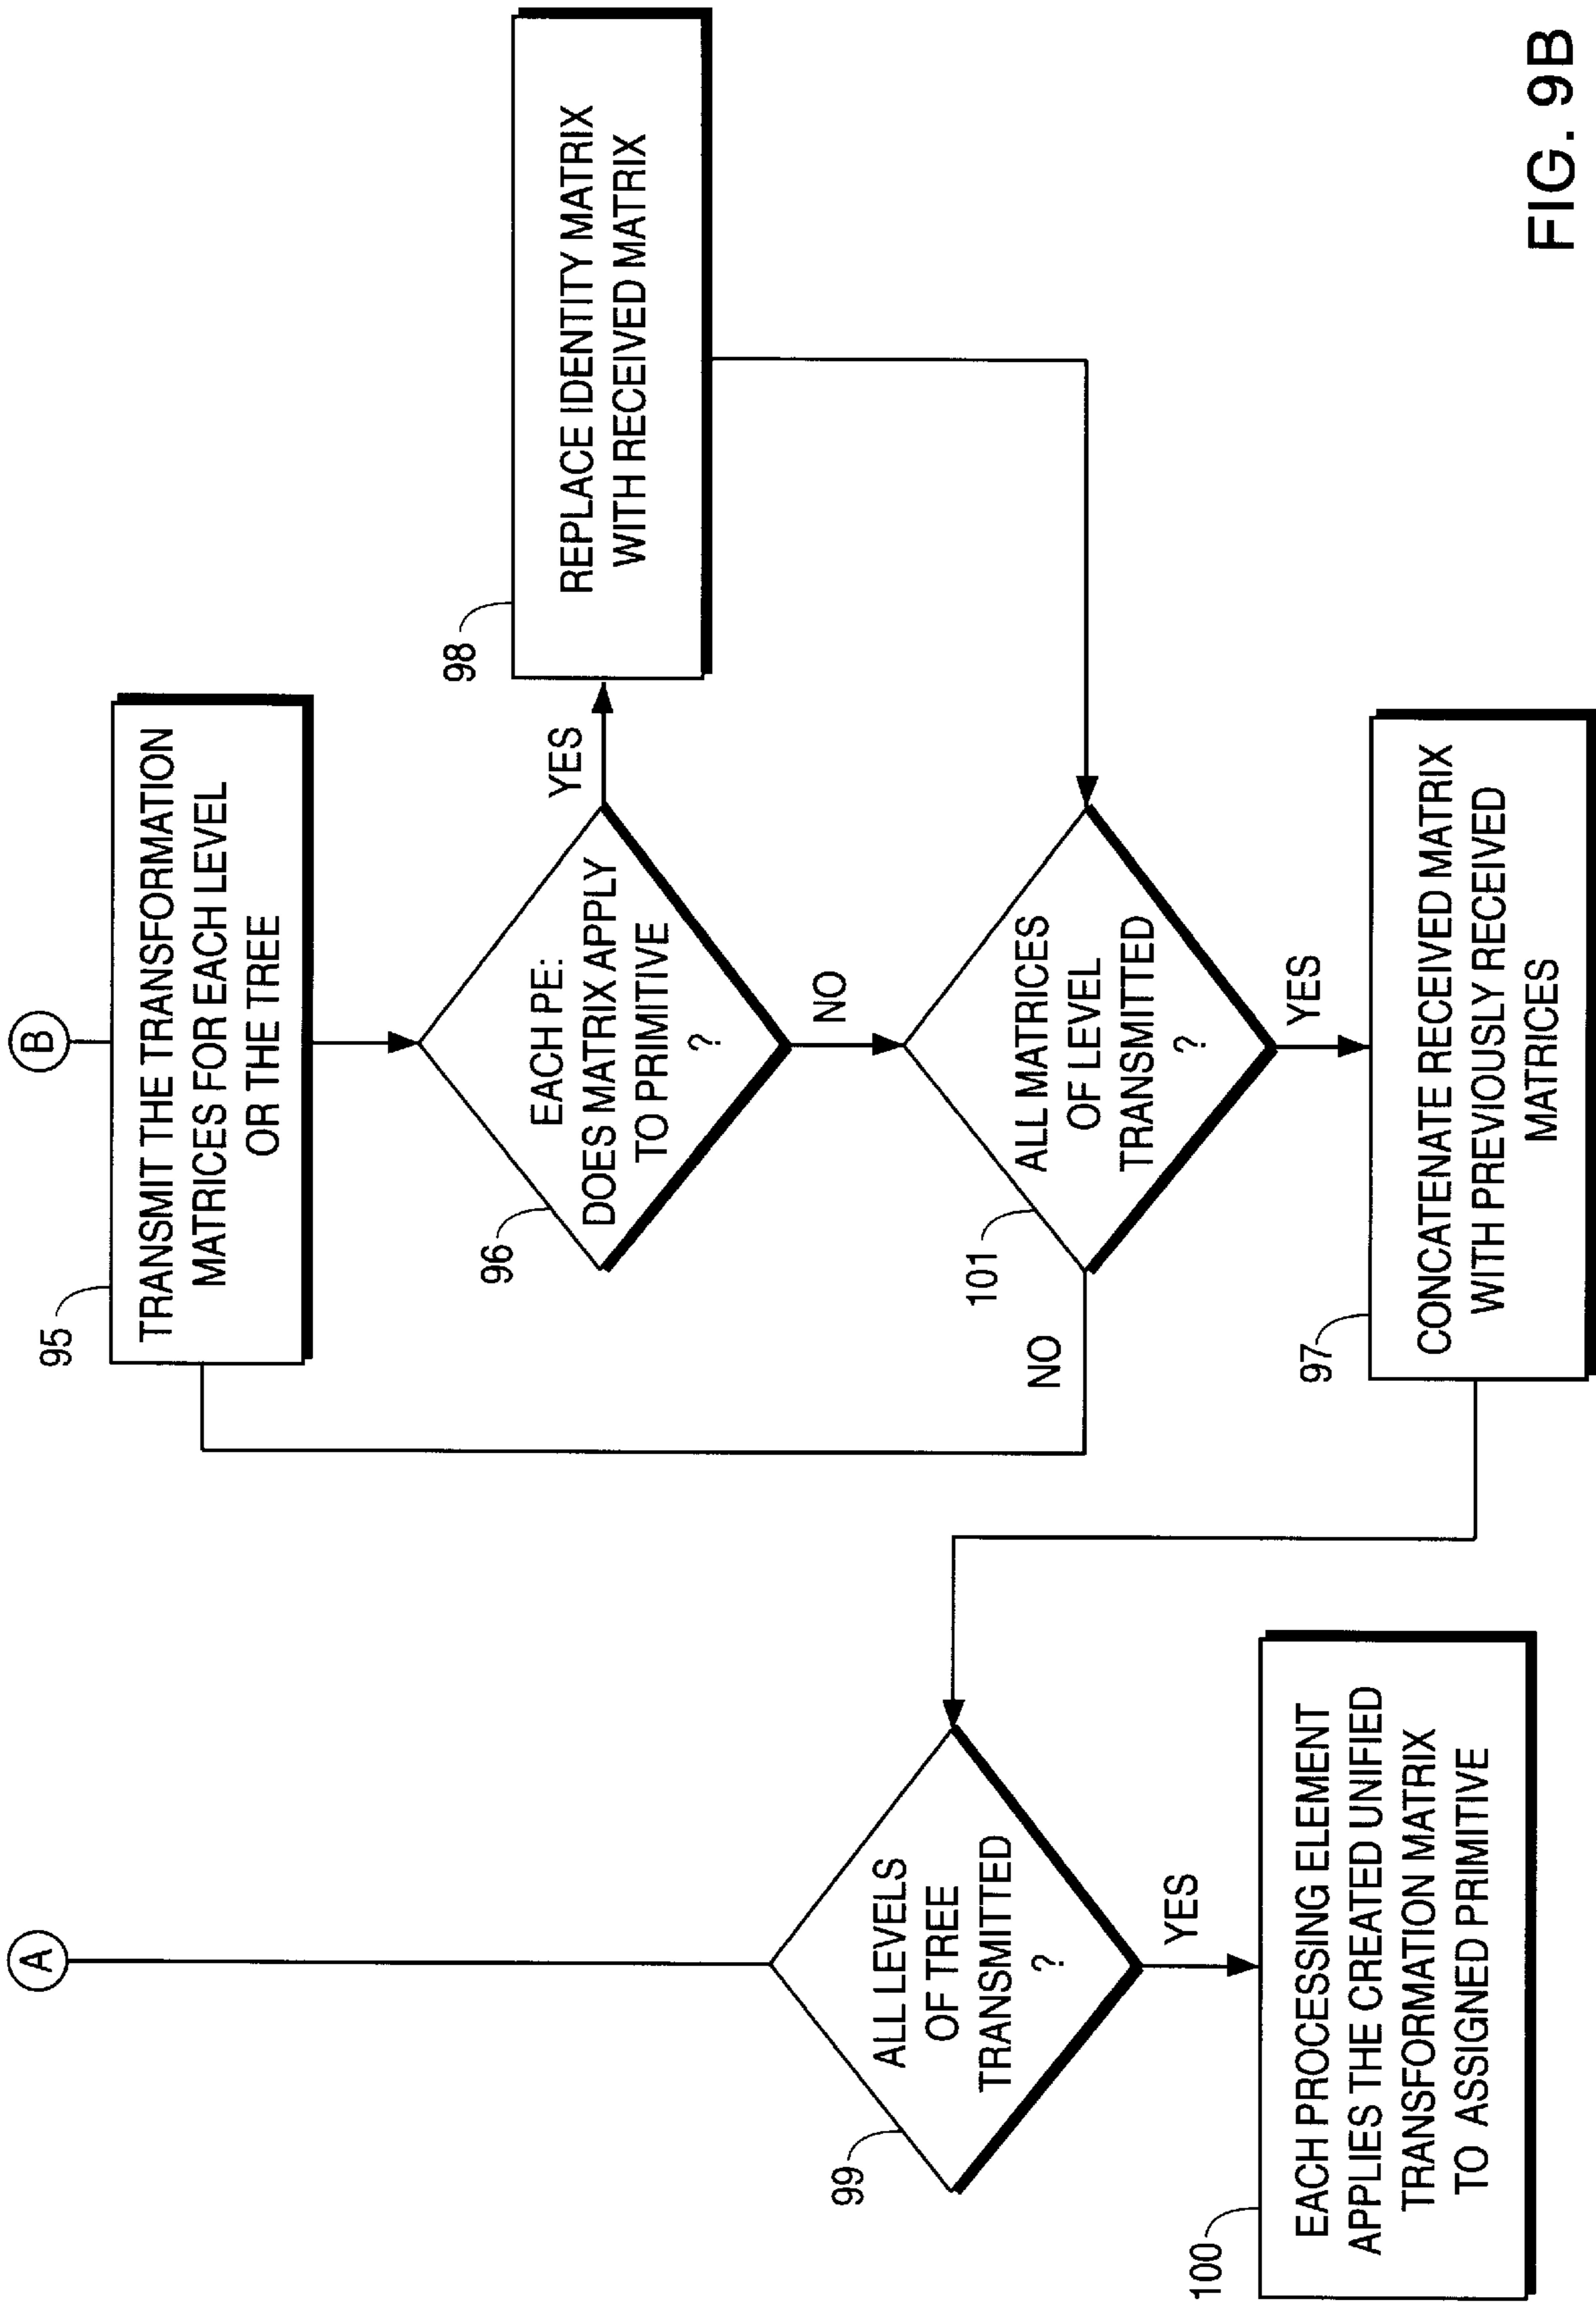 B
95
TRANSMIT THE TRANSFORMATION
MATRICES FOR EACH LEVEL
OR THE TREE
96
EACH PE:
DOES MATRIX APPLY
TO PRIMITIVE
?
YES
98
REPLACE IDENTITY MATRIX
WITH RECEIVED MATRIX
NO
101
ALL MATRICES
OF LEVEL
TRANSMITTED
?
NO
YES
97
CONCATENATE RECEIVED MATRIX
WITH PREVIOUSLY RECEIVED
MATRICES
A
99
ALL LEVELS
OF TREE
TRANSMITTED
?
YES
100
EACH PROCESSING ELEMENT
APPLIES THE CREATED UNIFIED
TRANSFORMATION MATRIX
TO ASSIGNED PRIMITIVE
FIG. 9B